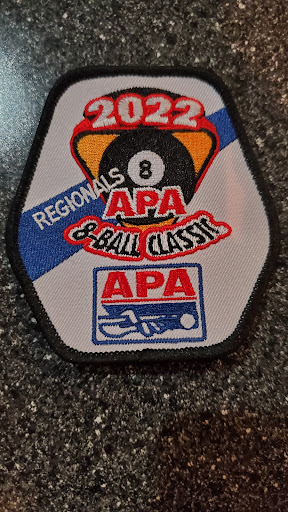 2022
8
REGIONALS
APA
8-BALL CLASSIC
APA